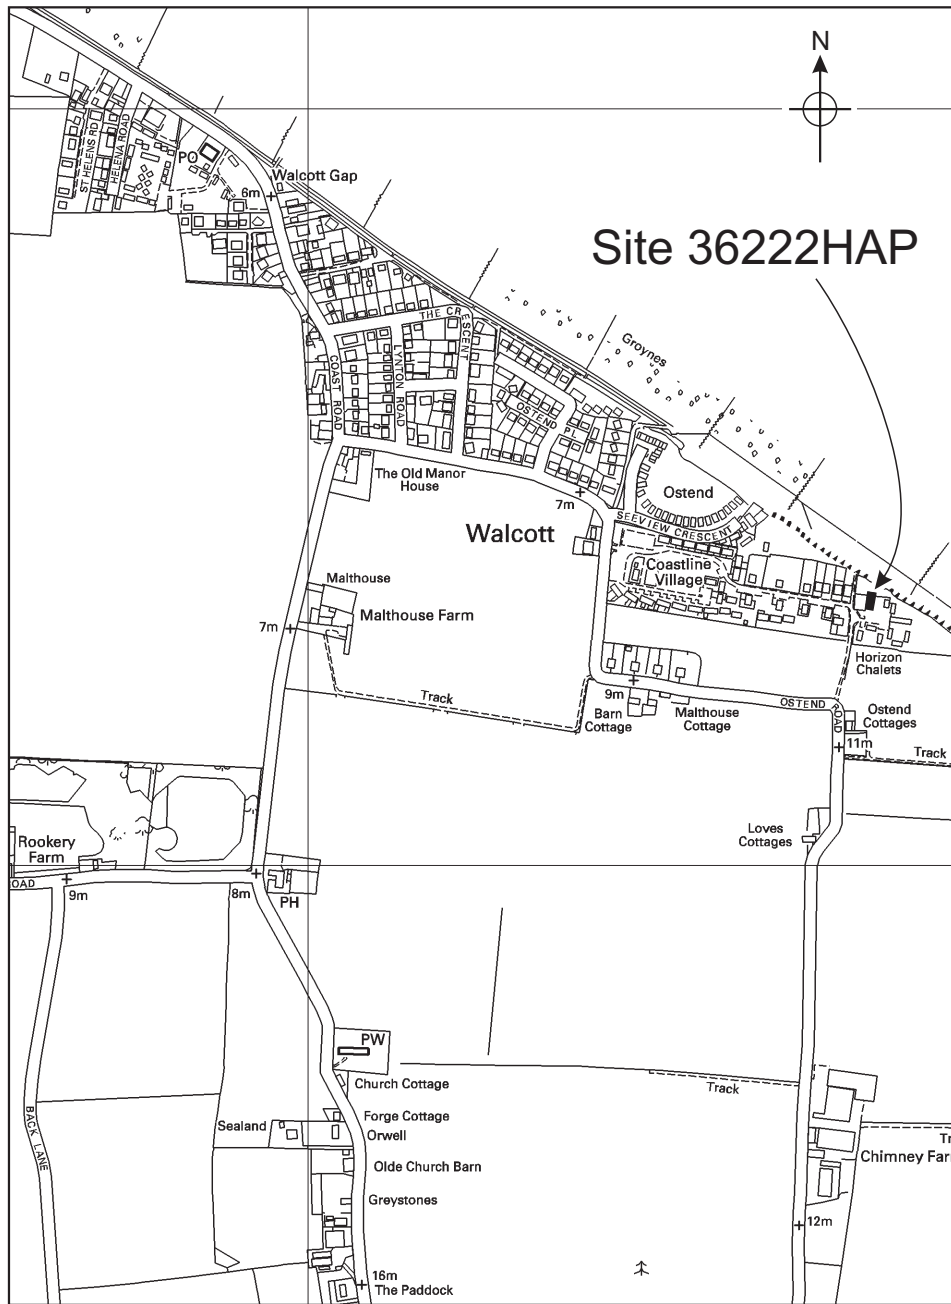 N
ST HELENS RD
HELENA ROAD
PO
Walcott Gap
6m
Site 36222HAP
THE CRESCENT
Groynes
COAST ROAD
LYNTON ROAD
OSTEND PL
The Old Manor
House
7m
Ostend
SEEVIEW CRESCENT
Walcott
Coastline
Village
Malthouse
Malthouse Farm
7m
Horizon
Chalets
Track
9m
OSTEND ROAD
Barn
Cottage
Malthouse
Cottage
Ostend
Cottages
11m
Track
Rookery
Farm
Loves
Cottages
OAD
9m
8m
PH
PW
Church Cottage
Track
BACK LANE
Sealand
Forge Cottage
Orwell
Tr
Chimney Far
Olde Church Barn
Greystones
12m
16m
The Paddock